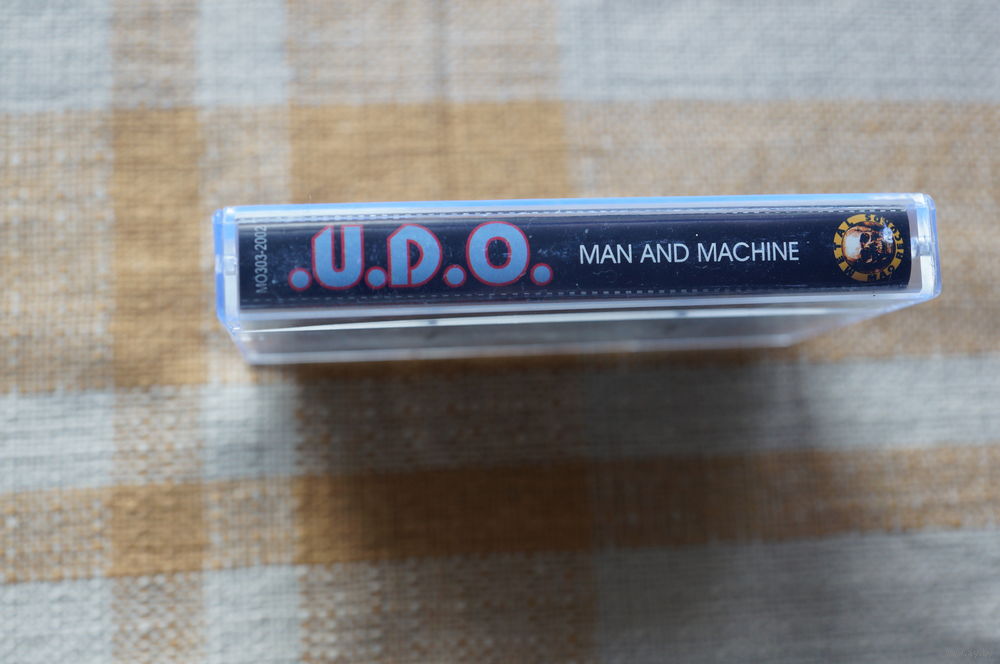 MO303-2002
.U.D.O.
MAN AND MACHINE